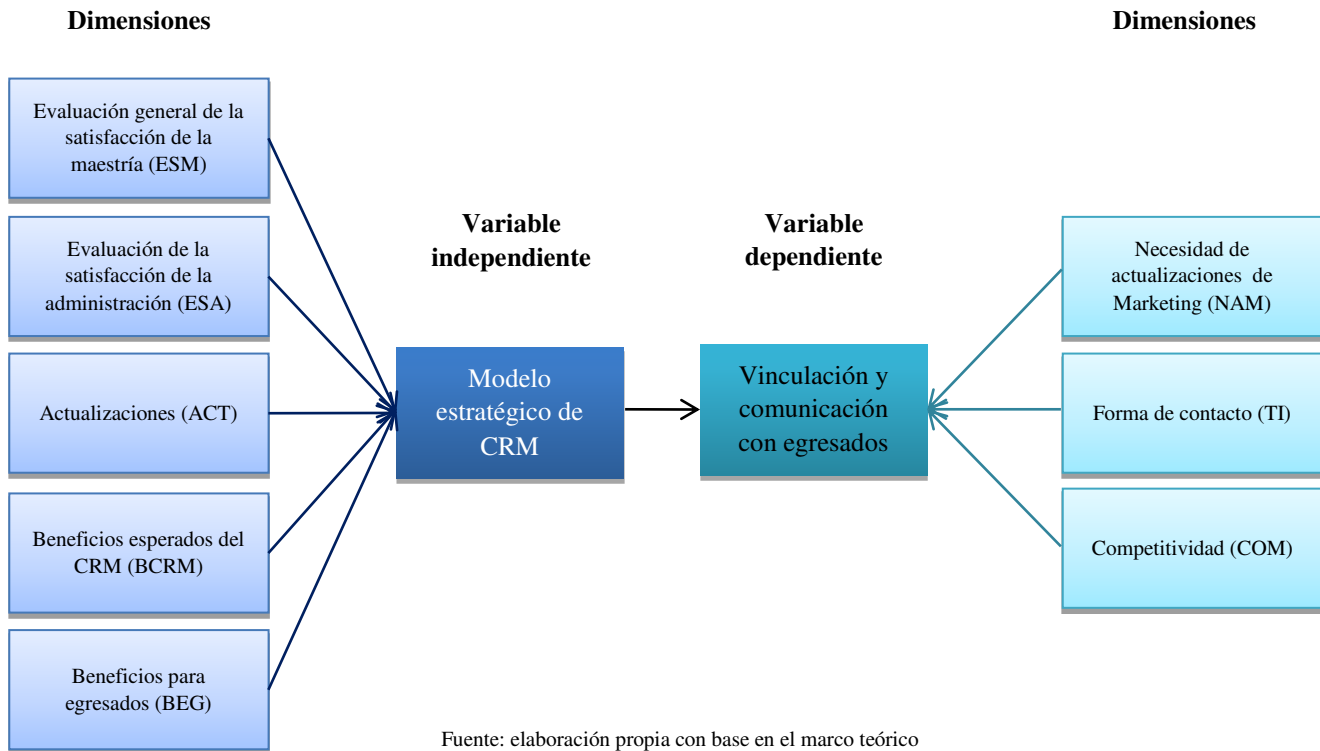 Dimensiones
Dimensiones
Evaluación general de la
satisfacción de la
maestría (ESM)
Evaluación de la
satisfacción de la
administración (ESA)
Actualizaciones (ACT)
Beneficios esperados del
CRM (BCRM)
Beneficios para
egresados (BEG)
Variable
independiente
Modelo
estratégico de
CRM
Variable
dependiente
Vinculación y
comunicación
con egresados
Necesidad de
actualizaciones de
Marketing (NAM)
Forma de contacto (TI)
Competitividad (COM)
Fuente: elaboración propia con base en el marco teórico